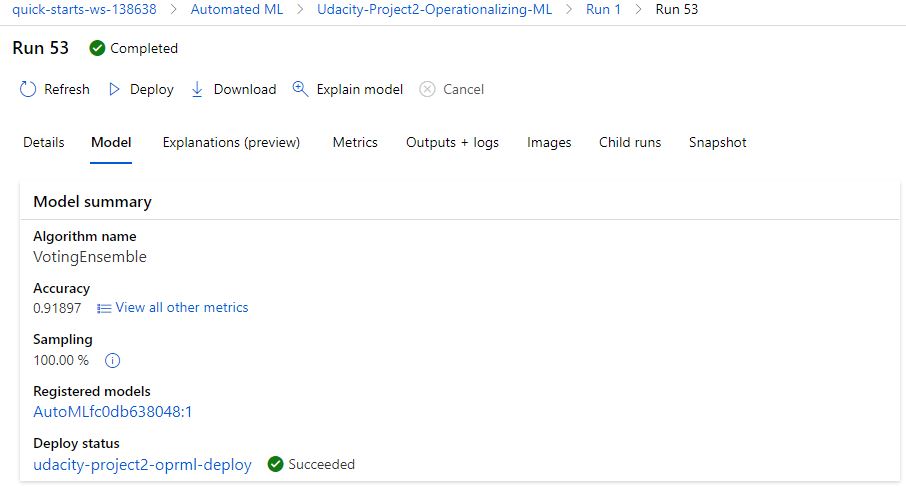 quick-starts-ws-138638 > Automated ML > Udacity-Project2-Operationalizing-ML > Run 1 > Run 53
Run 53 Completed
Refresh Deploy Download Explain model Cancel
Details Model Explanations (preview) Metrics Outputs + logs Images Child runs Snapshot
Model summary
Algorithm name
VotingEnsemble
Accuracy
0.91897 View all other metrics
Sampling
100.00 %
Registered models
AutoMLfc0db638048:1
Deploy status
udacity-project2-oprml-deploy Succeeded